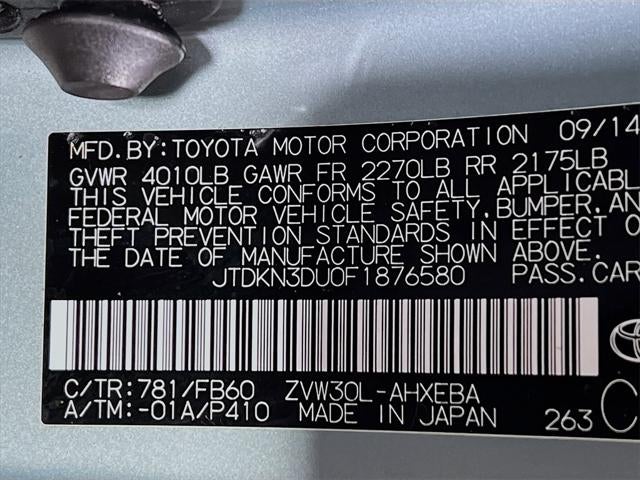 MFD. BY: TOYOTA MOTOR CORPORATION 09/14
GVWR 4010LB GAWR FR 2270LB RR 2175LB
THIS VEHICLE CONFORMS TO ALL APPLICABL
FEDERAL MOTOR VEHICLE SAFETY, BUMPER, AN
THEFT PREVENTION STANDARDS IN EFFECT O
THE DATE OF MANUFACTURE SHOWN ABOVE.
JTDKN3DU0F1876580 PASS. CAR
C/TR: 781/FB60 ZVW30L-AHXEBA
A/TM: -01A/P410 MADE IN JAPAN 263